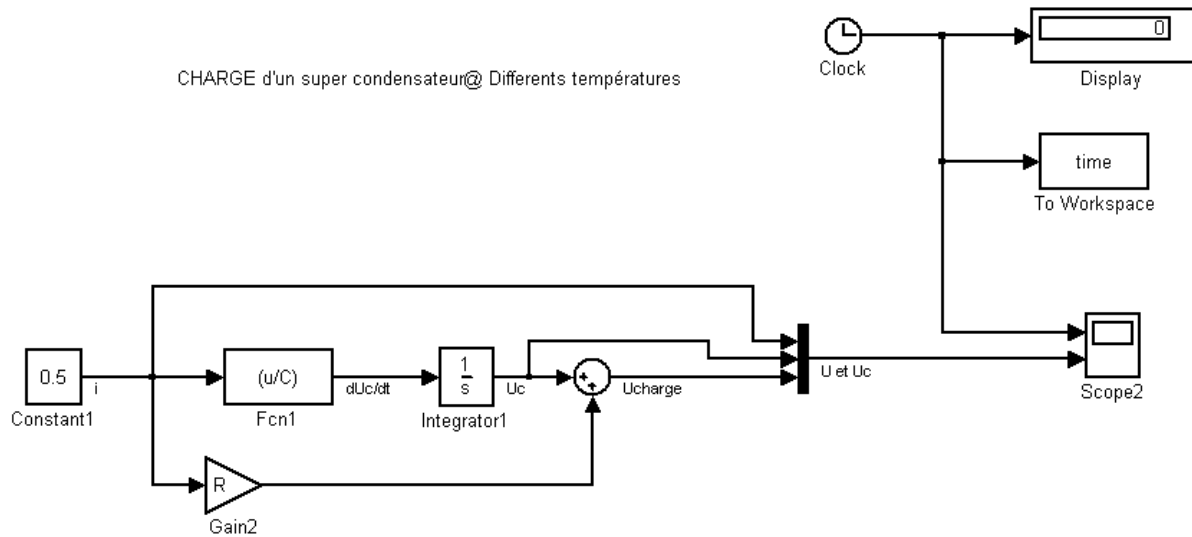 0
Clock
Display
CHARGE d'un super condensateur@ Differents températures
time
To Workspace
0.5
i
Constant1
(u/C)
Fcn1
dUc/dt
1
s
Integrator1
Uc
Ucharge
U et Uc
Scope2
R
Gain2